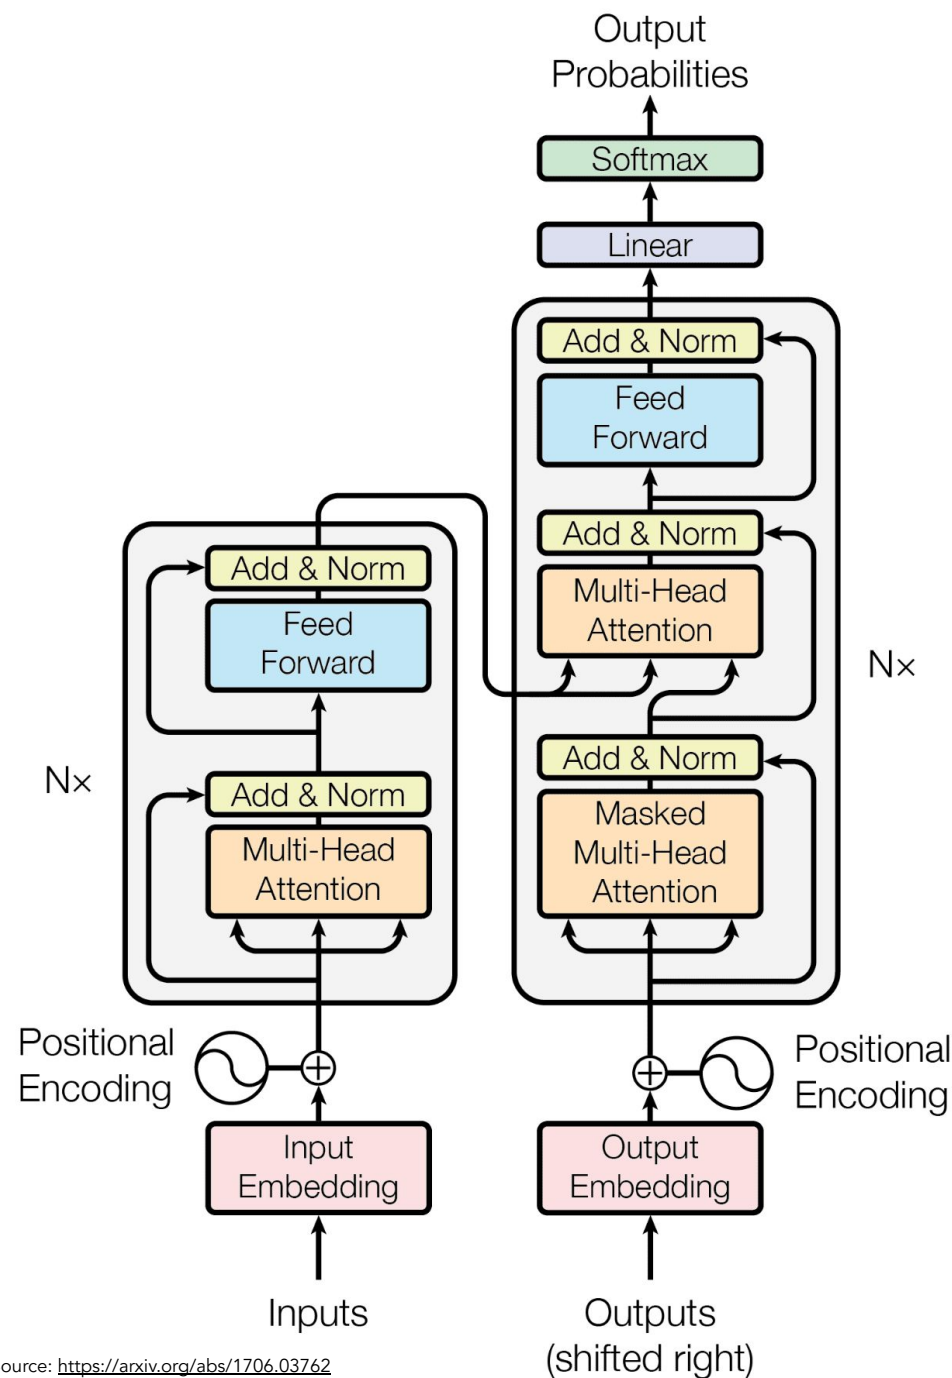 Output
Probabilities
Softmax
Linear
Add & Norm
Feed
Forward
Add & Norm
Multi-Head
Attention
Add & Norm
Masked
Multi-Head
Attention
Nx
Add & Norm
Feed
Forward
Add & Norm
Multi-Head
Attention
N×
Positional
Encoding
Positional
Encoding
Input
Embedding
Output
Embedding
Inputs
Outputs
(shifted right)
ource: https://arxiv.org/abs/1706.03762